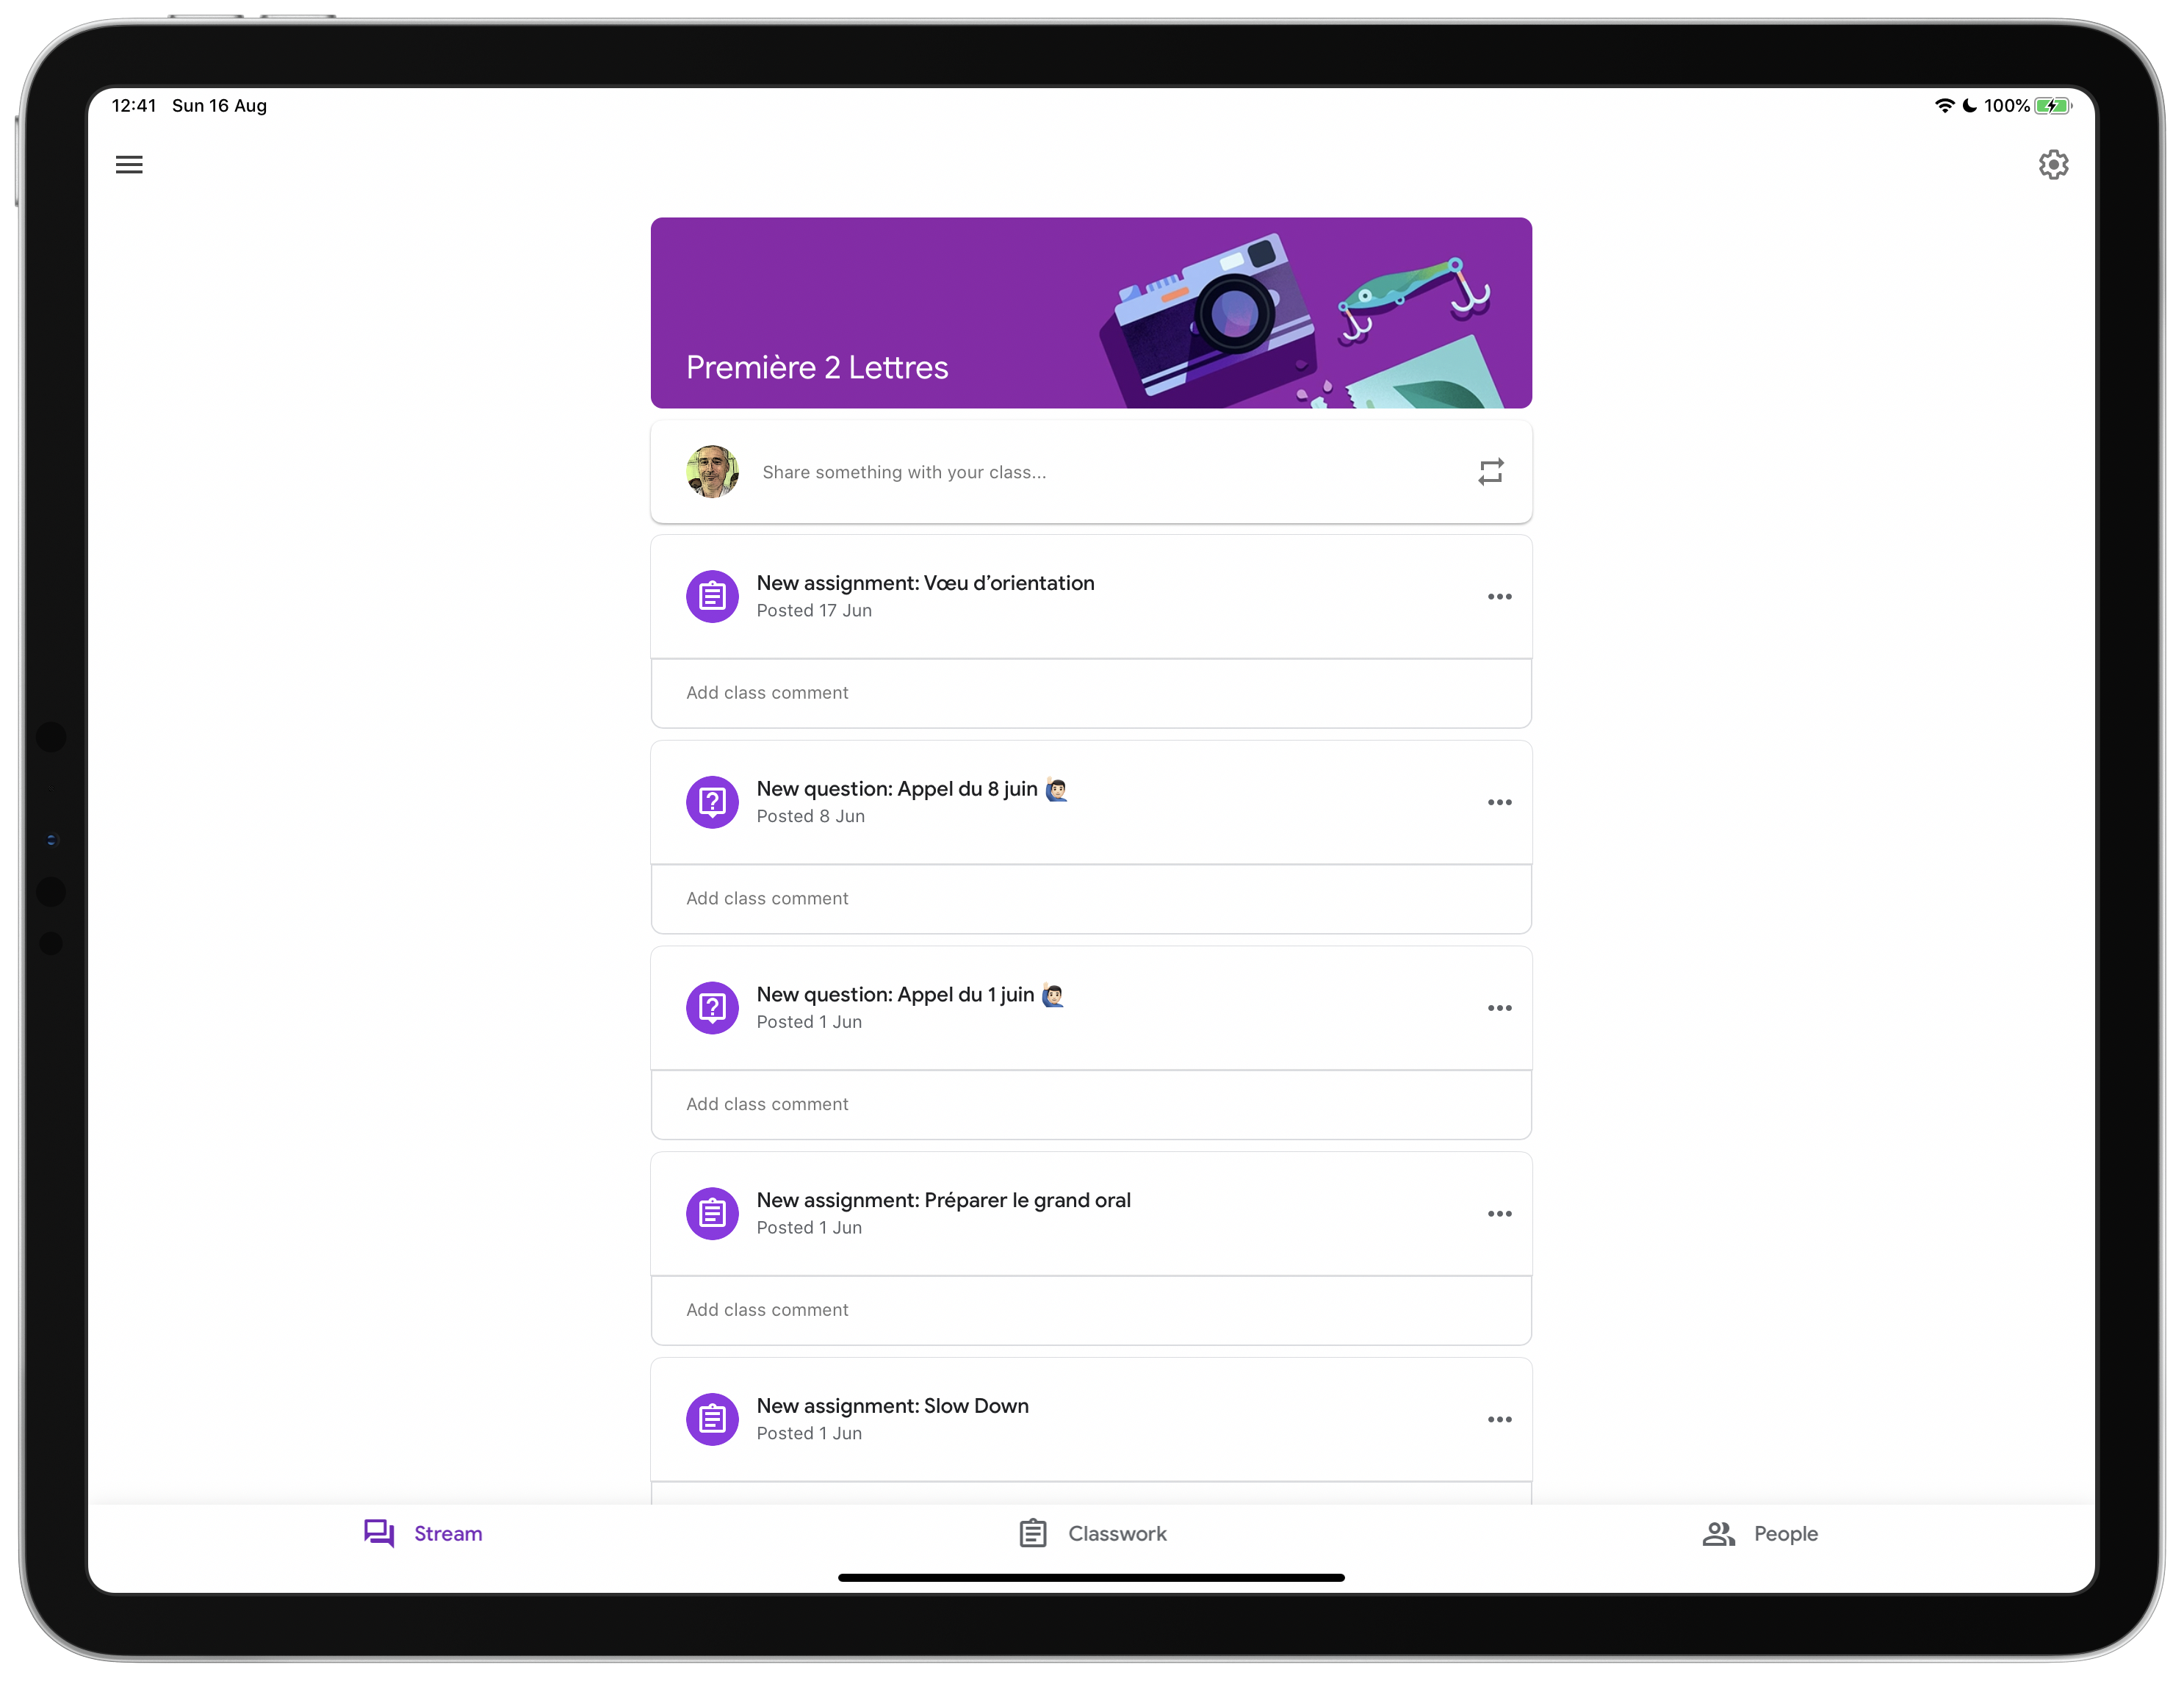 12:41 Sun 16 Aug
100%
Première 2 Lettres
Share something with your class...
New assignment: Vœu d’orientation
Posted 17 Jun
Add class comment
New question: Appel du 8 juin 🙋🏻‍♂️
Posted 8 Jun
Add class comment
New question: Appel du 1 juin 🙋🏻‍♂️
Posted 1 Jun
Add class comment
New assignment: Préparer le grand oral
Posted 1 Jun
Add class comment
New assignment: Slow Down
Posted 1 Jun
Stream
Classwork
People